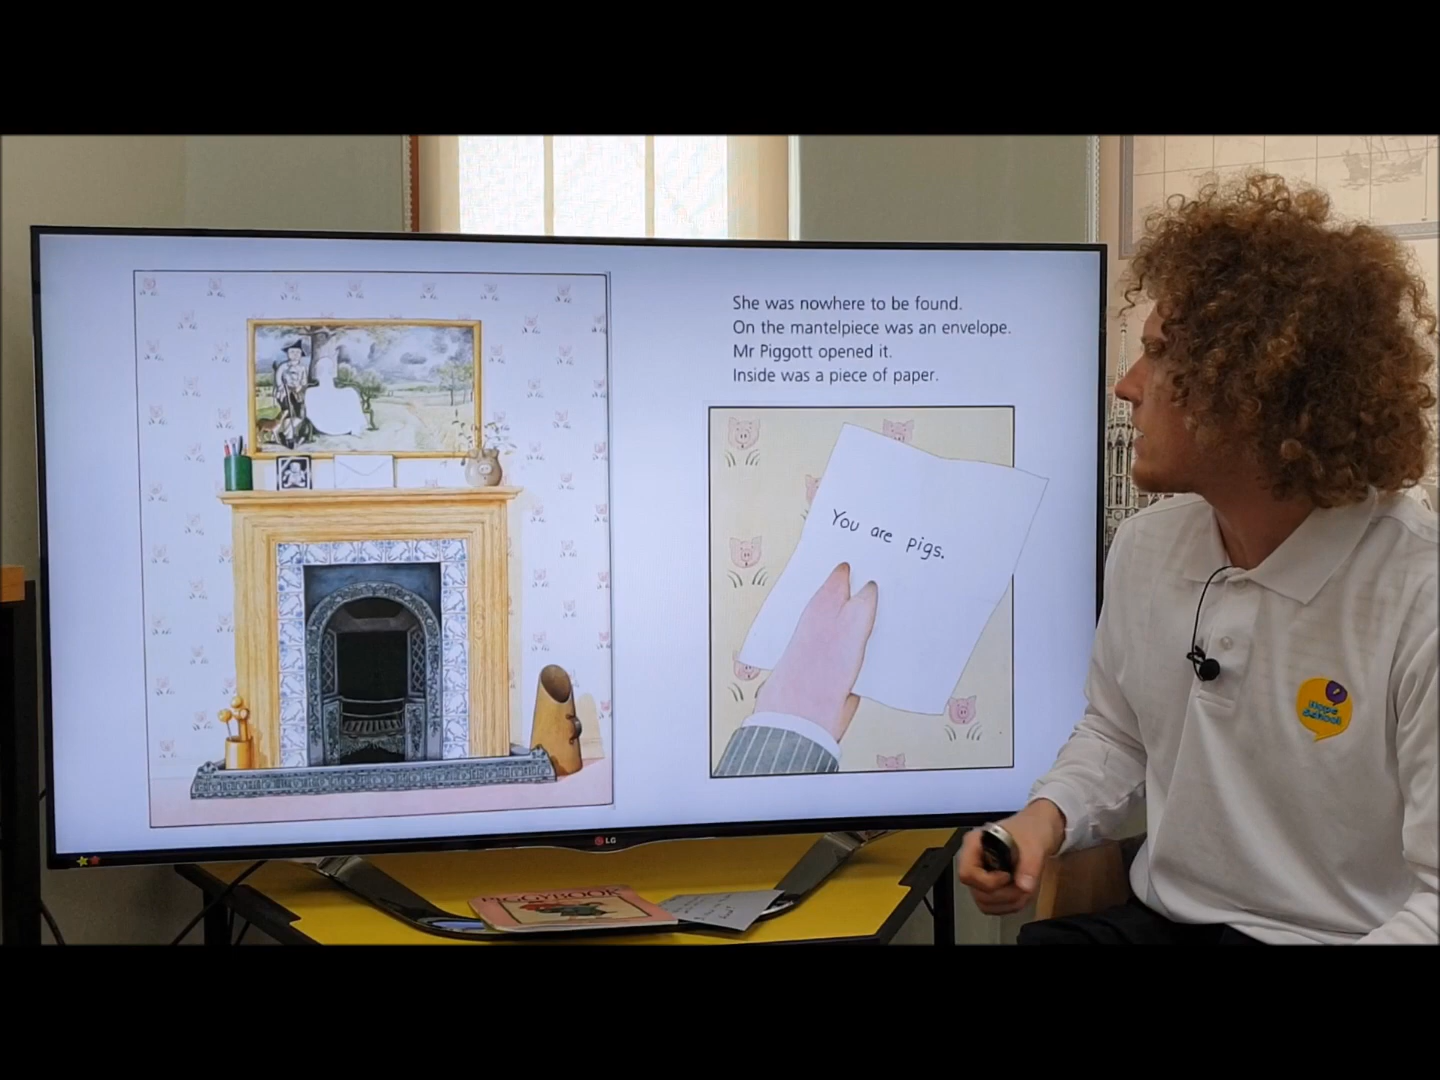 She was nowhere to be found.
On the mantelpiece was an envelope.
Mr Piggott opened it.
Inside was a piece of paper.
You are pigs.
LG
PIGGYBOOK